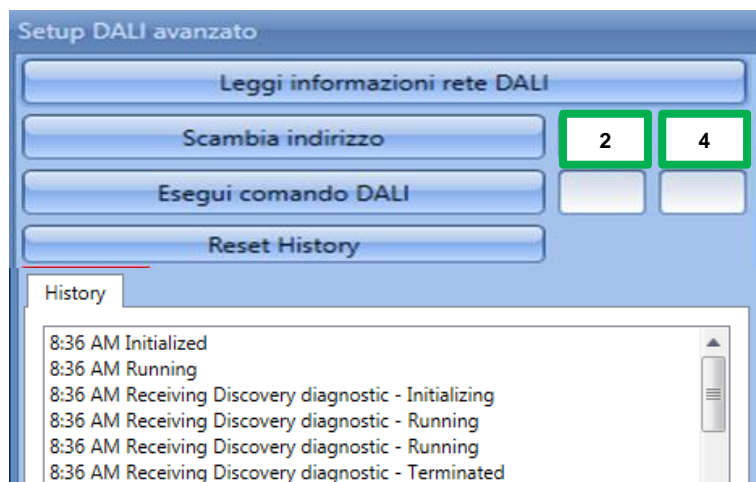 Setup DALI avanzato
Leggi informazioni rete DALI
Scambia indirizzo 2 4
Esegui comando DALI
Reset History
History
8:36 AM Initialized
8:36 AM Running
8:36 AM Receiving Discovery diagnostic - Initializing
8:36 AM Receiving Discovery diagnostic - Running
8:36 AM Receiving Discovery diagnostic - Running
8:36 AM Receiving Discovery diagnostic - Terminated